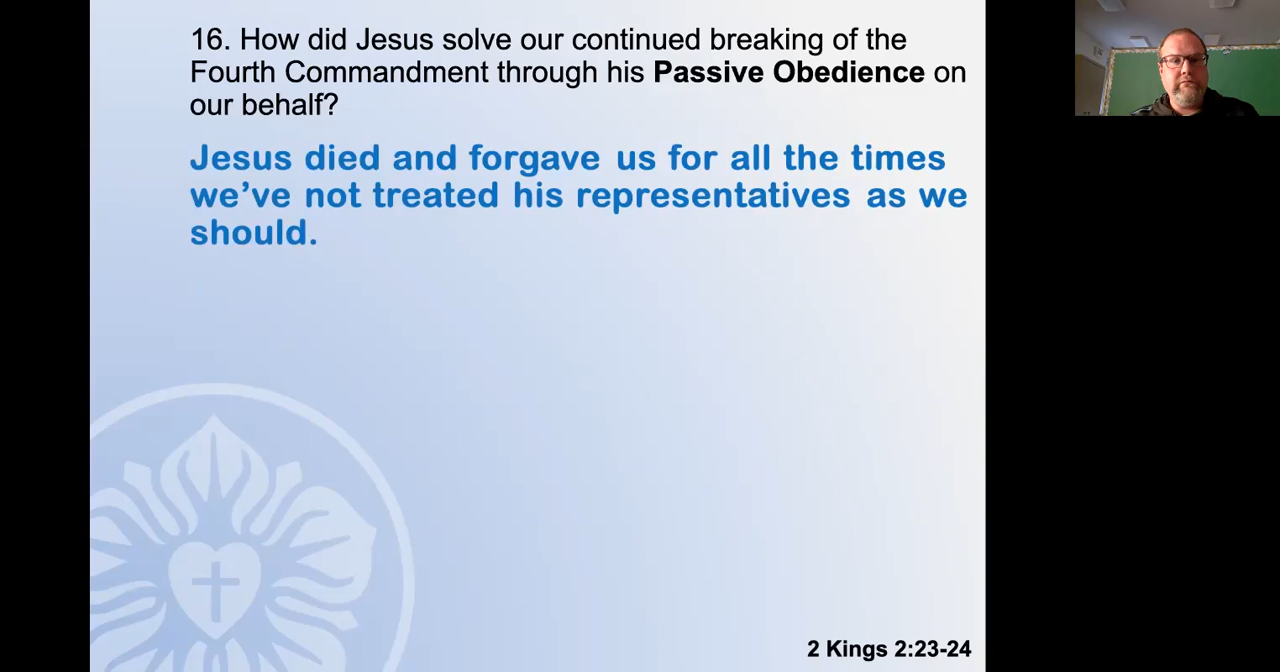 16. How did Jesus solve our continued breaking of the
Fourth Commandment through his Passive Obedience on
our behalf?
Jesus died and forgave us for all the times
we’ve not treated his representatives as we
should.
2 Kings 2:23-24